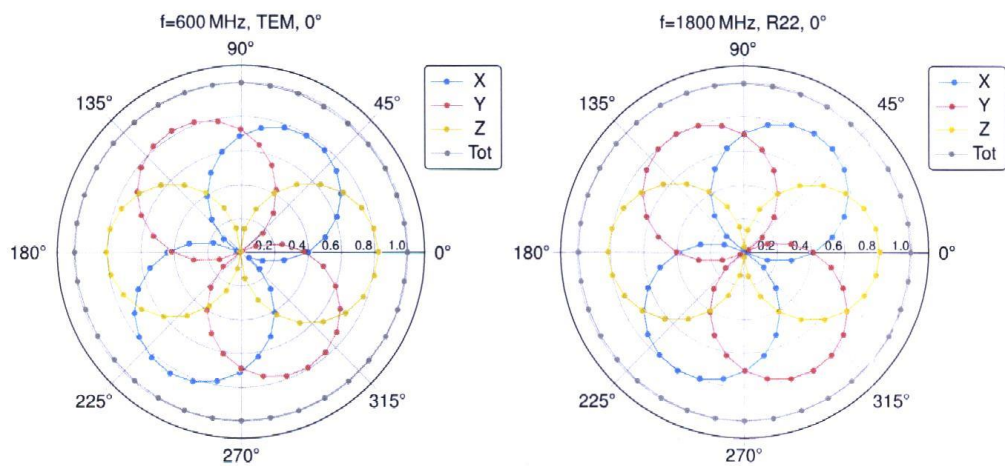 f=600 MHz, TEM, 0°
90°
135°
45°
180°
0°
225°
315°
270°
0.2 0.4 0.6 0.8 1.0
X
Y
Z
Tot
f=1800 MHz, R22, 0°
90°
135°
45°
180°
0°
225°
315°
270°
0.2 0.4 0.6 0.8 1.0
X
Y
Z
Tot